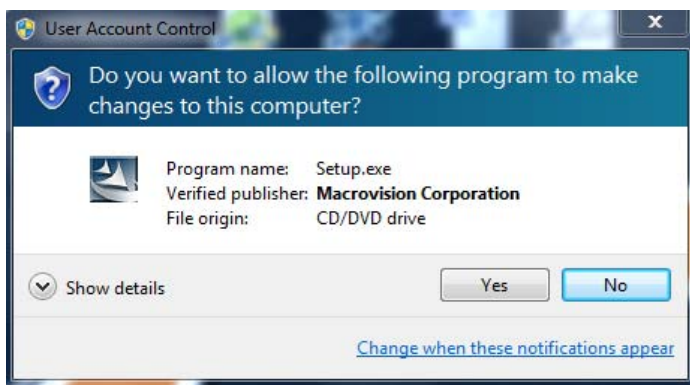 User Account Control
x
Do you want to allow the following program to make
changes to this computer?
Program name: Setup.exe
Verified publisher: Macrovision Corporation
File origin: CD/DVD drive
Show details
Yes
No
Change when these notifications appear